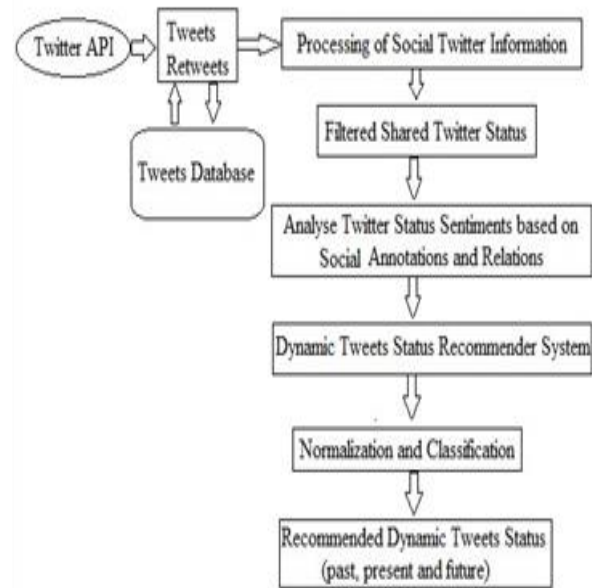 Twitter API
Tweets
Retweets
Processing of Social Twitter Information
Filtered Shared Twitter Status
Tweets Database
Analyse Twitter Status Sentiments based on
Social Annotations and Relations
Dynamic Tweets Status Recommender System
Normalization and Classification
Recommended Dynamic Tweets Status
(past, present and future)